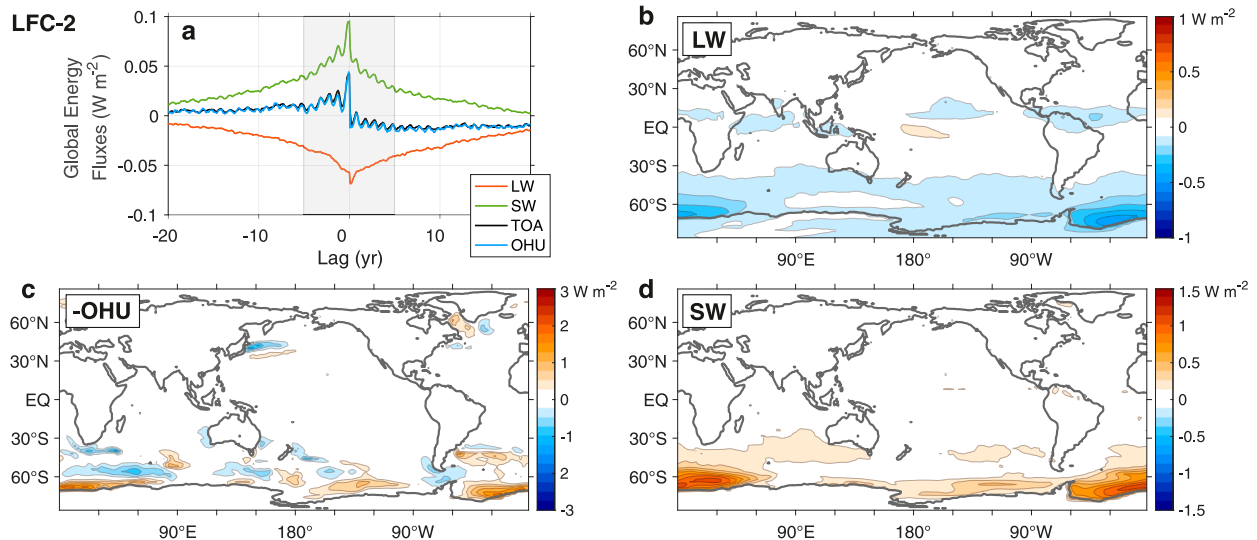 LFC-2
a
Global Energy
Fluxes (W m-2)
0.1
0.05
0
-0.05
-0.1
-20
-10
0
10
Lag (yr)
LW
SW
TOA
OHU
b
LW
60°N
30°N
EQ
30°S
60°S
90°E
180°
90°W
1 W m-2
0.5
0
-0.5
-1
c
-OHU
60°N
30°N
EQ
30°S
60°S
90°E
180°
90°W
3 W m-2
2
1
0
-1
-2
-3
d
SW
60°N
30°N
EQ
30°S
60°S
90°E
180°
90°W
1.5 W m-2
1
0.5
0
-0.5
-1
-1.5